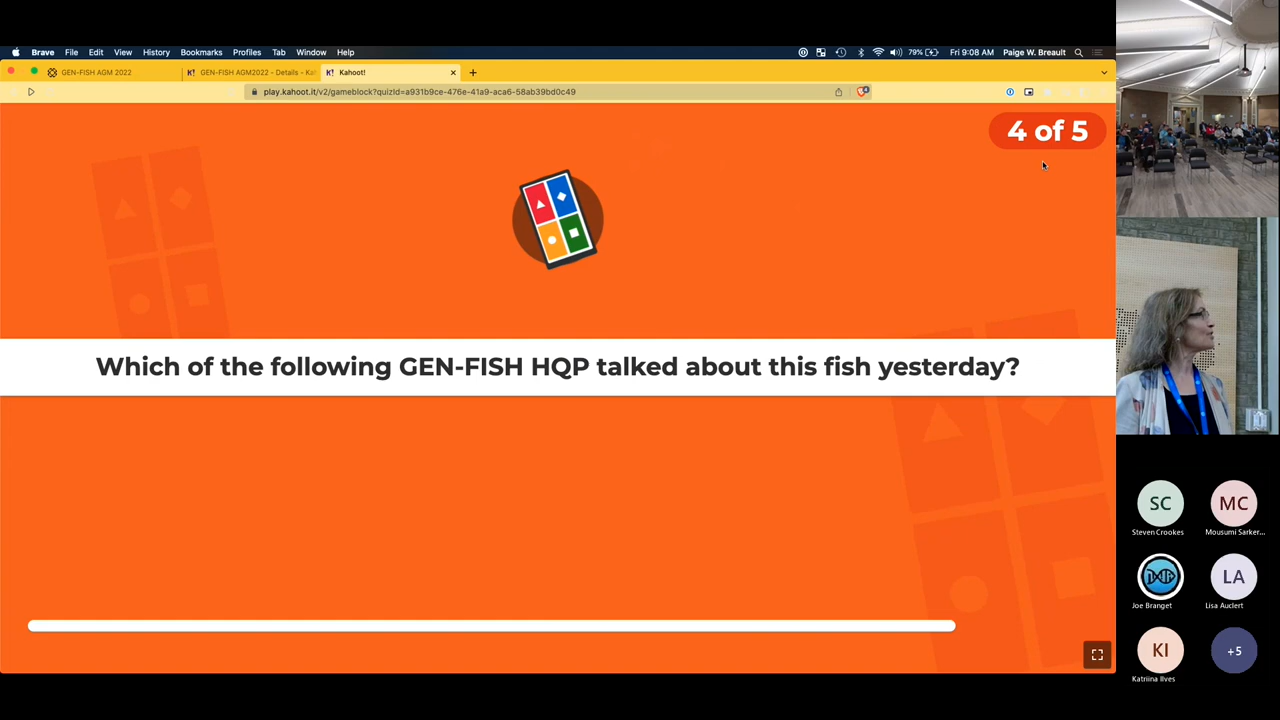 Brave File Edit View History Bookmarks Profiles Tab Window Help 79% Fri 9:08 AM Paige W. Breault
GEN-FISH AGM 2022
K! GEN-FISH AGM2022 - Details - Ka
K! Kahoot!
play.kahoot.it/v2/gameblock?quizId=a931b9ce-476e-41a9-aca6-58ab39bd0c49
4 of 5
Which of the following GEN-FISH HQP talked about this fish yesterday?
SC
Steven Crookes
MC
Mousumi Sarker...
Joe Branget
LA
Lisa Auclert
KI
Katriina Ilves
+5